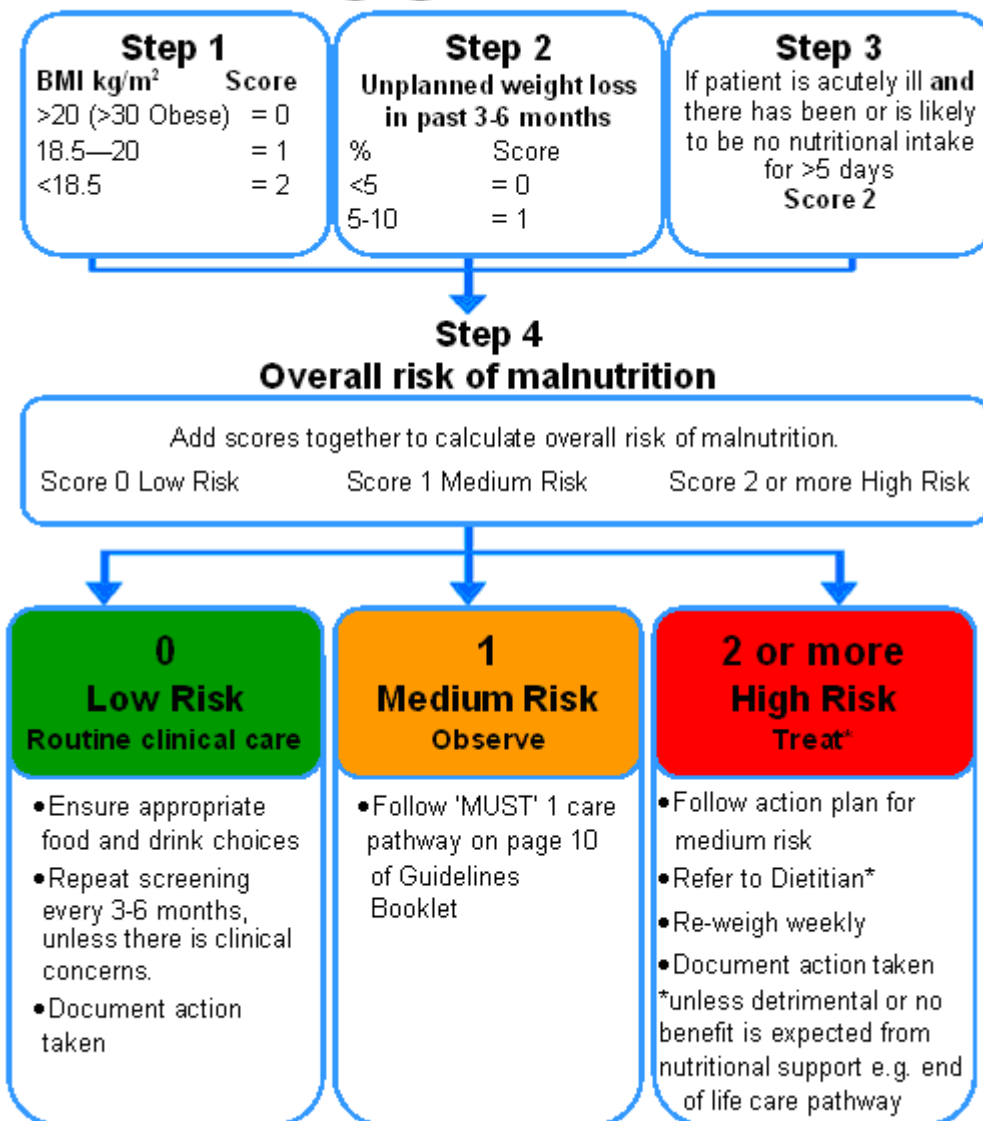 Step 1
BMI kg/m² Score
>20 (>30 Obese) = 0
18.5—20 = 1
<18.5 = 2
Step 2
Unplanned weight loss
in past 3-6 months
% Score
<5 = 0
5-10 = 1
Step 3
If patient is acutely ill and
there has been or is likely
to be no nutritional intake
for >5 days
Score 2
Step 4
Overall risk of malnutrition
Add scores together to calculate overall risk of malnutrition.
Score 0 Low Risk Score 1 Medium Risk Score 2 or more High Risk
0
Low Risk
Routine clinical care
•Ensure appropriate
food and drink choices
•Repeat screening
every 3-6 months,
unless there is clinical
concerns.
•Document action
taken
1
Medium Risk
Observe
•Follow 'MUST' 1 care
pathway on page 10
of Guidelines
Booklet
2 or more
High Risk
Treat*
•Follow action plan for
medium risk
•Refer to Dietitian*
•Re-weigh weekly
•Document action taken
*unless detrimental or no
benefit is expected from
nutritional support e.g. end
of life care pathway